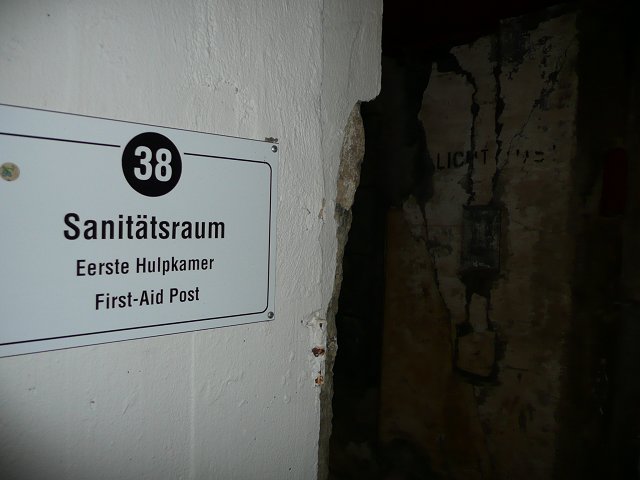 38
Sanitätsraum
Eerste Hulpkamer
First-Aid Post
LICHT